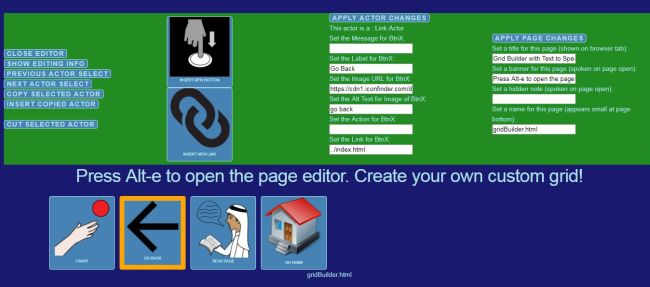 CLOSE EDITOR
SHOW EDITING INFO
PREVIOUS ACTOR SELECT
NEXT ACTOR SELECT
COPY SELECTED ACTOR
INSERT COPIED ACTOR
CUT SELECTED ACTOR
INSERT NEW BUTTON
INSERT NEW LINK
APPLY ACTOR CHANGES
This actor is a : Link Actor
Set the Message for BtnX:
Set the Label for BtnX:
Go Back
Set the Image URL for BtnX:
https://cdn1.iconfinder.com/d
Set the Alt Text for Image of BtnX:
go back
Set the Action for BtnX:
Set the Link for BtnX:
../index.html
APPLY PAGE CHANGES
Set a title for this page (shown on browser tab):
Grid Builder with Text to Spe
Set a banner for this page (spoken on page open):
Press Alt-e to open the page
Set a hidden note (spoken on page open):
Set a name for this page (appears small at page
bottom):
gridBuilder.html
Press Alt-e to open the page editor. Create your own custom grid!
I WANT
GO BACK
READ PAGE
GO HOME
gridBuilder.html